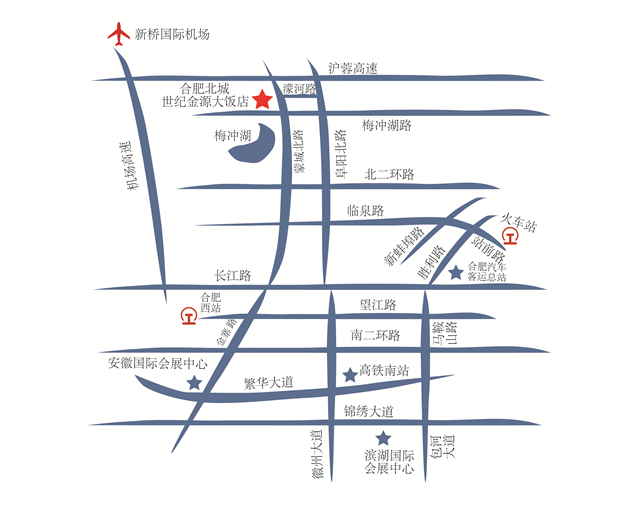 新桥国际机场
沪蓉高速
合肥北城
世纪金源大饭店
濛河路
梅冲湖路
梅冲湖
蒙城北路
阜阳北路
机场高速
北二环路
临泉路
火车站
新蚌埠路
胜利路
站前路
合肥汽车
客运总站
长江路
合肥
西站
望江路
金寨路
南二环路
马鞍
山路
安徽国际会展中心
繁华大道
高铁南站
锦绣大道
徽州大道
滨湖国际
会展中心
包河
大道